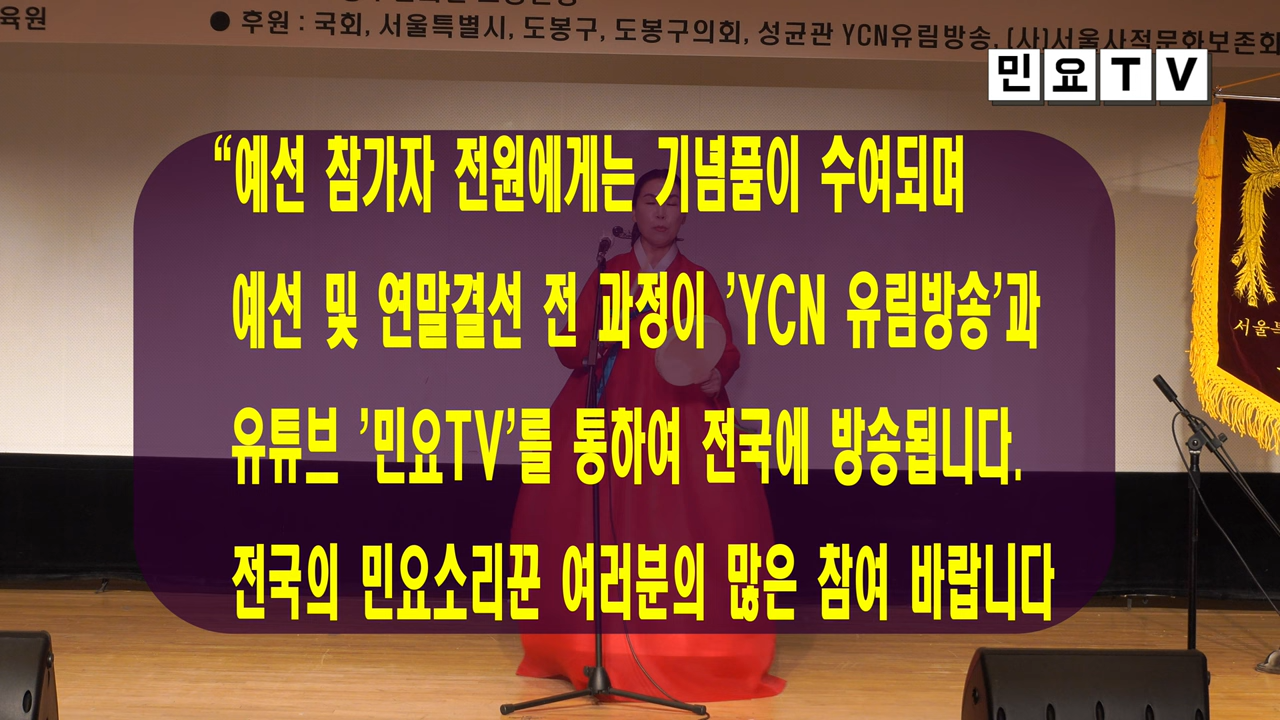 육원
● 후원 : 국회, 서울특별시, 도봉구, 도봉구의회, 성균관 YCN유림방송, (사)서울사적문화보존회
민요TV
“예선 참가자 전원에게는 기념품이 수여되며
예선 및 연말결선 전 과정이 ’YCN 유림방송’과
유튜브 ’민요TV’를 통하여 전국에 방송됩니다.
전국의 민요소리꾼 여러분의 많은 참여 바랍니다